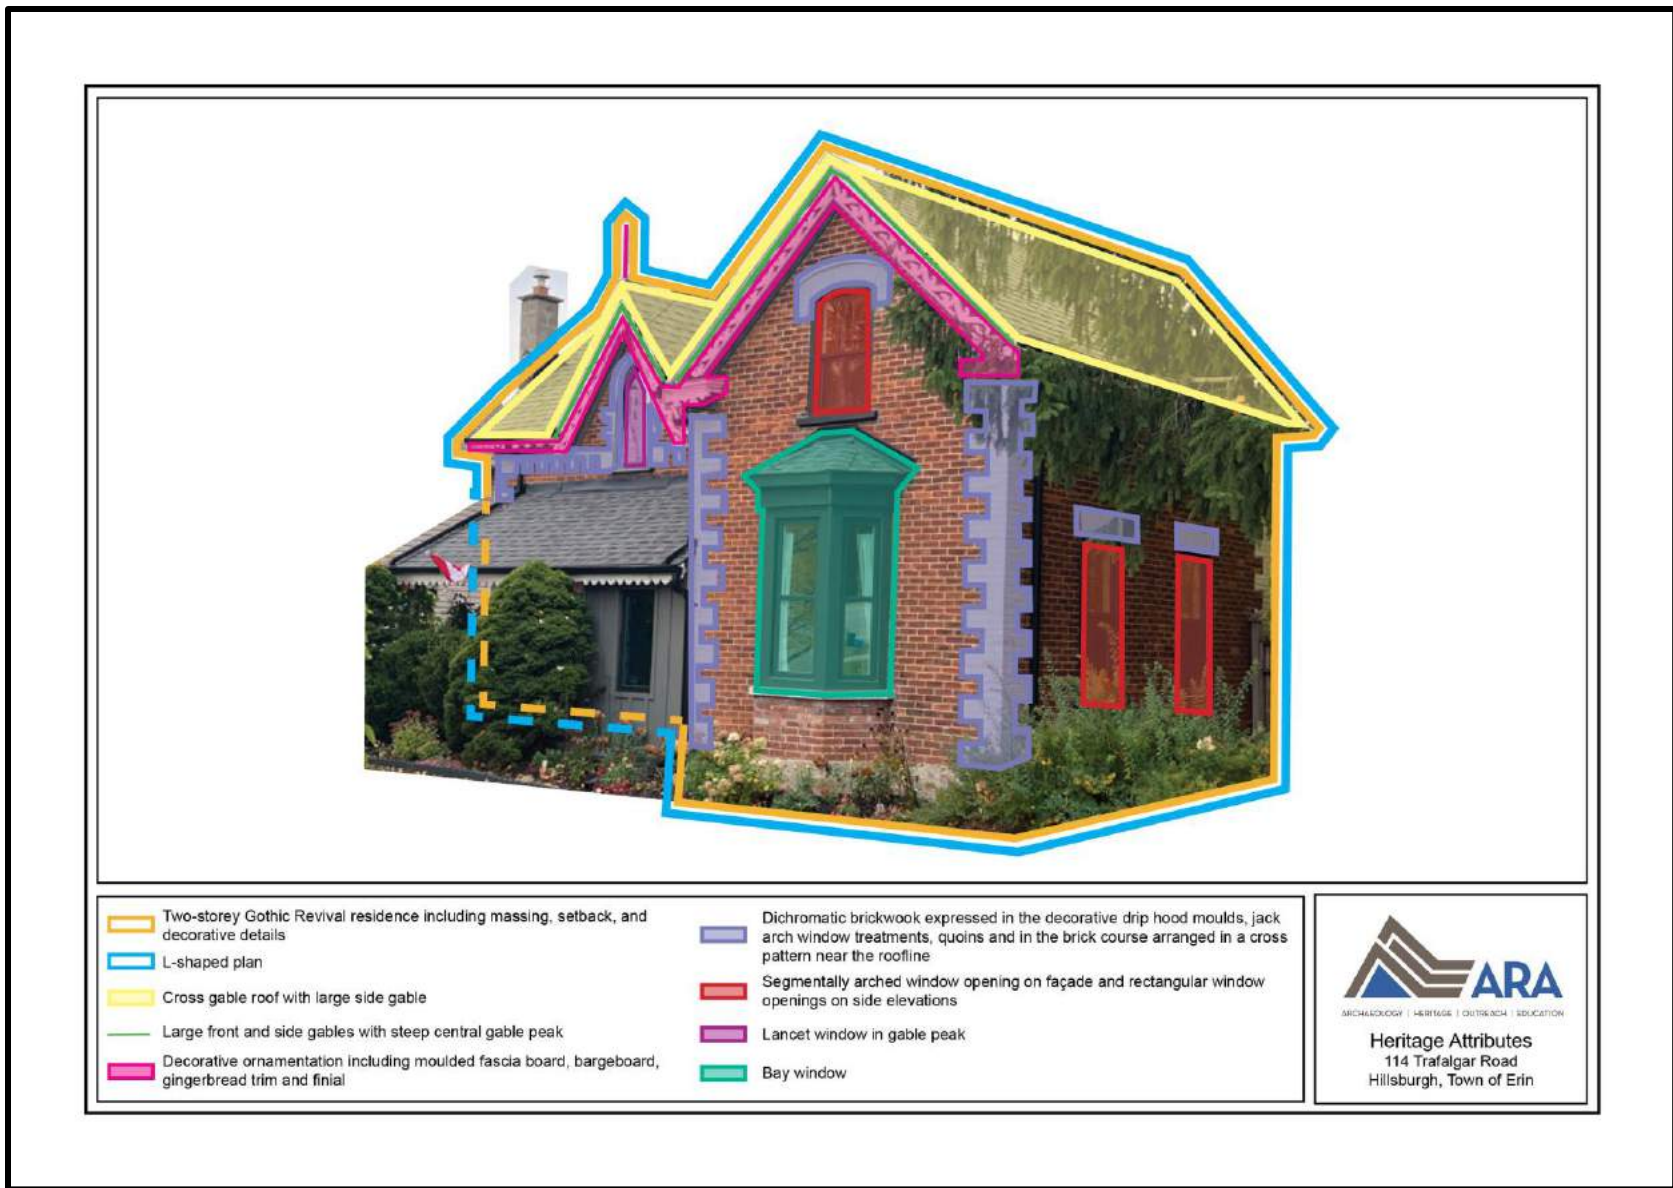 Two-storey Gothic Revival residence including massing, setback, and
decorative details
L-shaped plan
Cross gable roof with large side gable
Large front and side gables with steep central gable peak
Decorative ornamentation including moulded fascia board, bargeboard,
gingerbread trim and finial
Dichromatic brickwook expressed in the decorative drip hood moulds, jack
arch window treatments, quoins and in the brick course arranged in a cross
pattern near the roofline
Segmentally arched window opening on façade and rectangular window
openings on side elevations
Lancet window in gable peak
Bay window
ARA
ARCHAEOLOGY | HERITAGE | OUTREACH | EDUCATION
Heritage Attributes
114 Trafalgar Road
Hillsburgh, Town of Erin